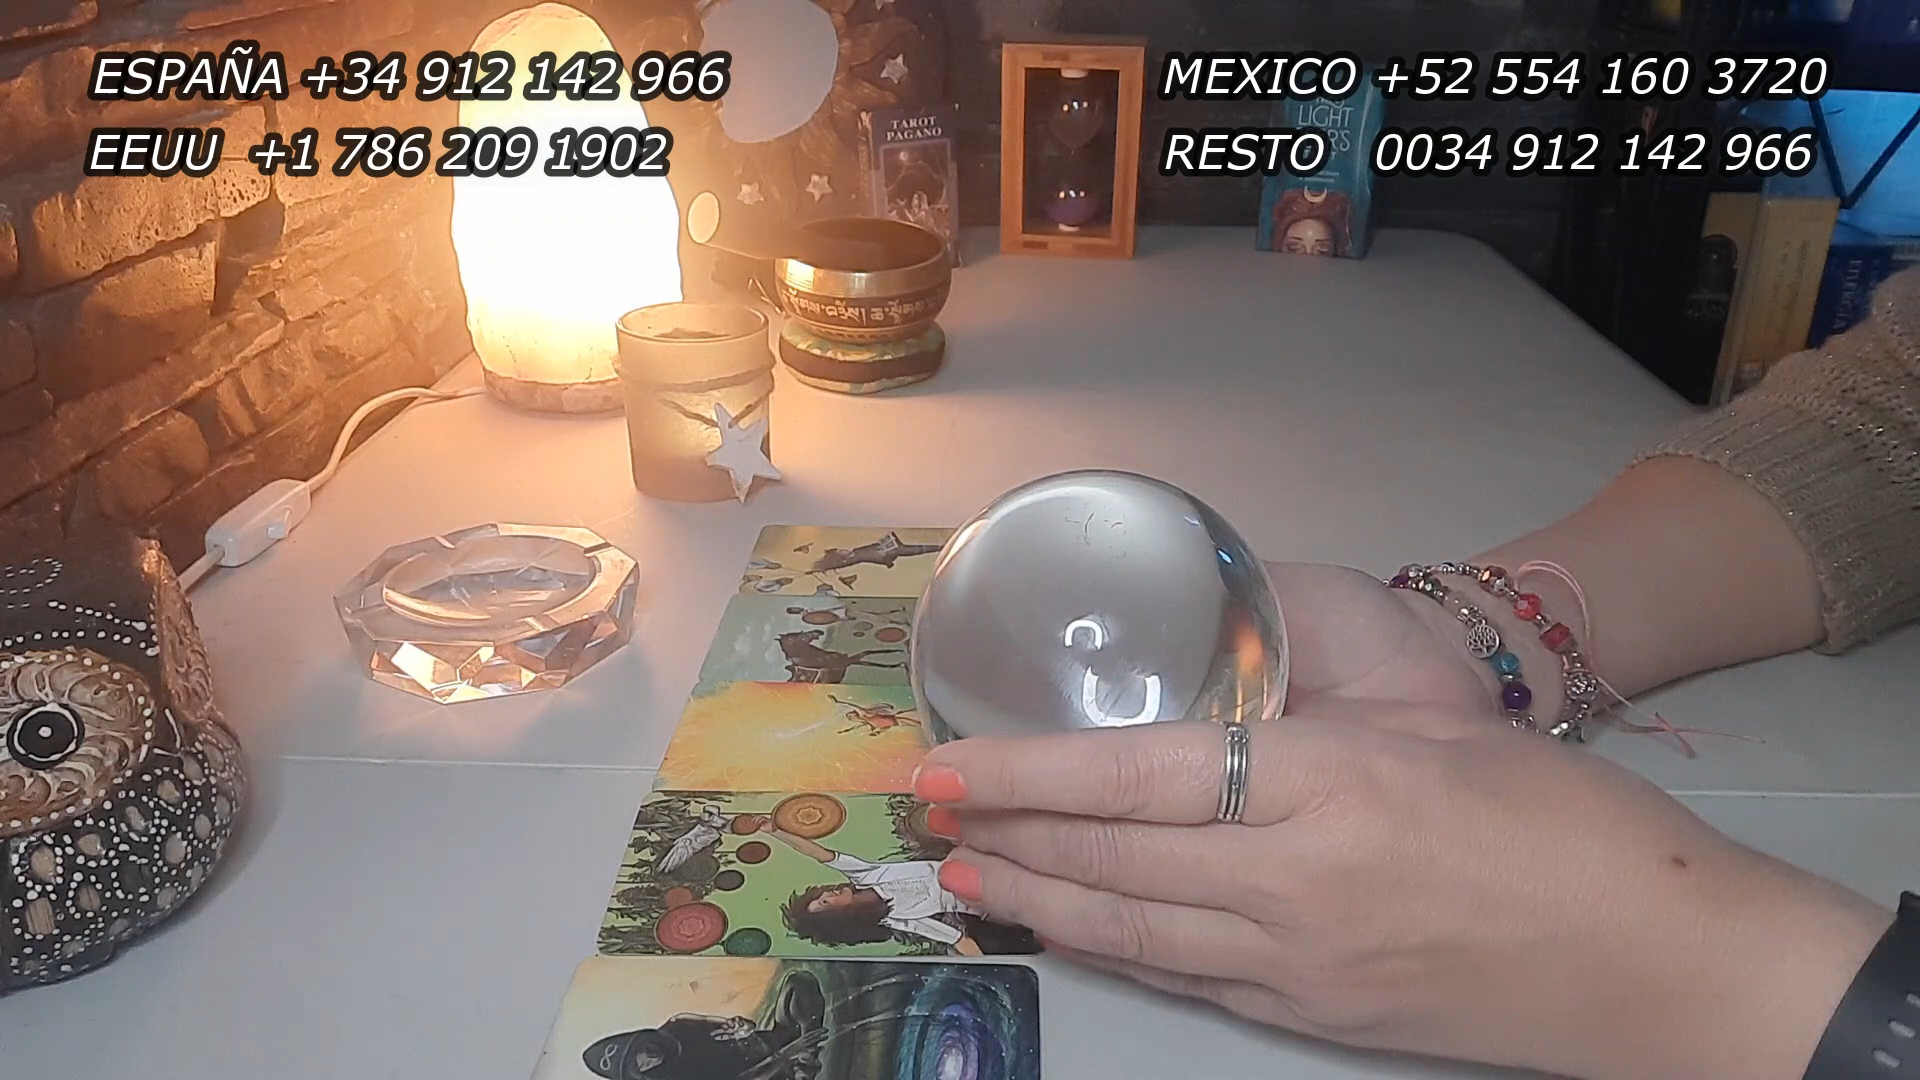 ESPAÑA +34 912 142 966
EEUU +1 786 209 1902
MEXICO +52 554 160 3720
RESTO 0034 912 142 966
TAROT
PAGANO
LIGHT